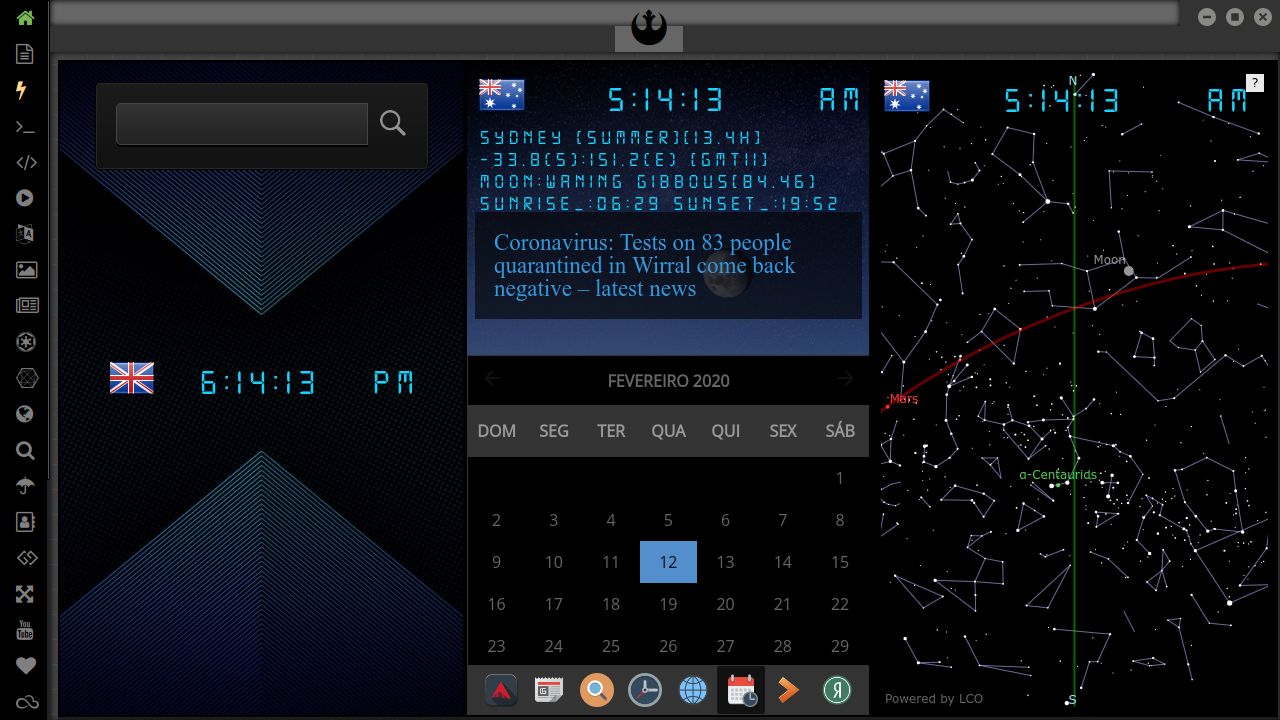 6:14:13 PM
5:14:13 AM
SYDNEY (SUMMER)(13.4H)
-33.8(S):151.2(E) (GMT11)
MOON:WANING GIBBOUS(84.46)
SUNRISE_:06:29 SUNSET_:19:52
Coronavirus: Tests on 83 people
quarantined in Wirral come back
negative – latest news
FEVEREIRO 2020
DOM SEG TER QUA QUI SEX SÁB
1
2 3 4 5 6 7 8
9 10 11 12 13 14 15
16 17 18 19 20 21 22
23 24 25 26 27 28 29
N
?
5:14:13 AM
Moon
Mars
α-Centaurids
Powered by LCO
S
You
Tube
Я